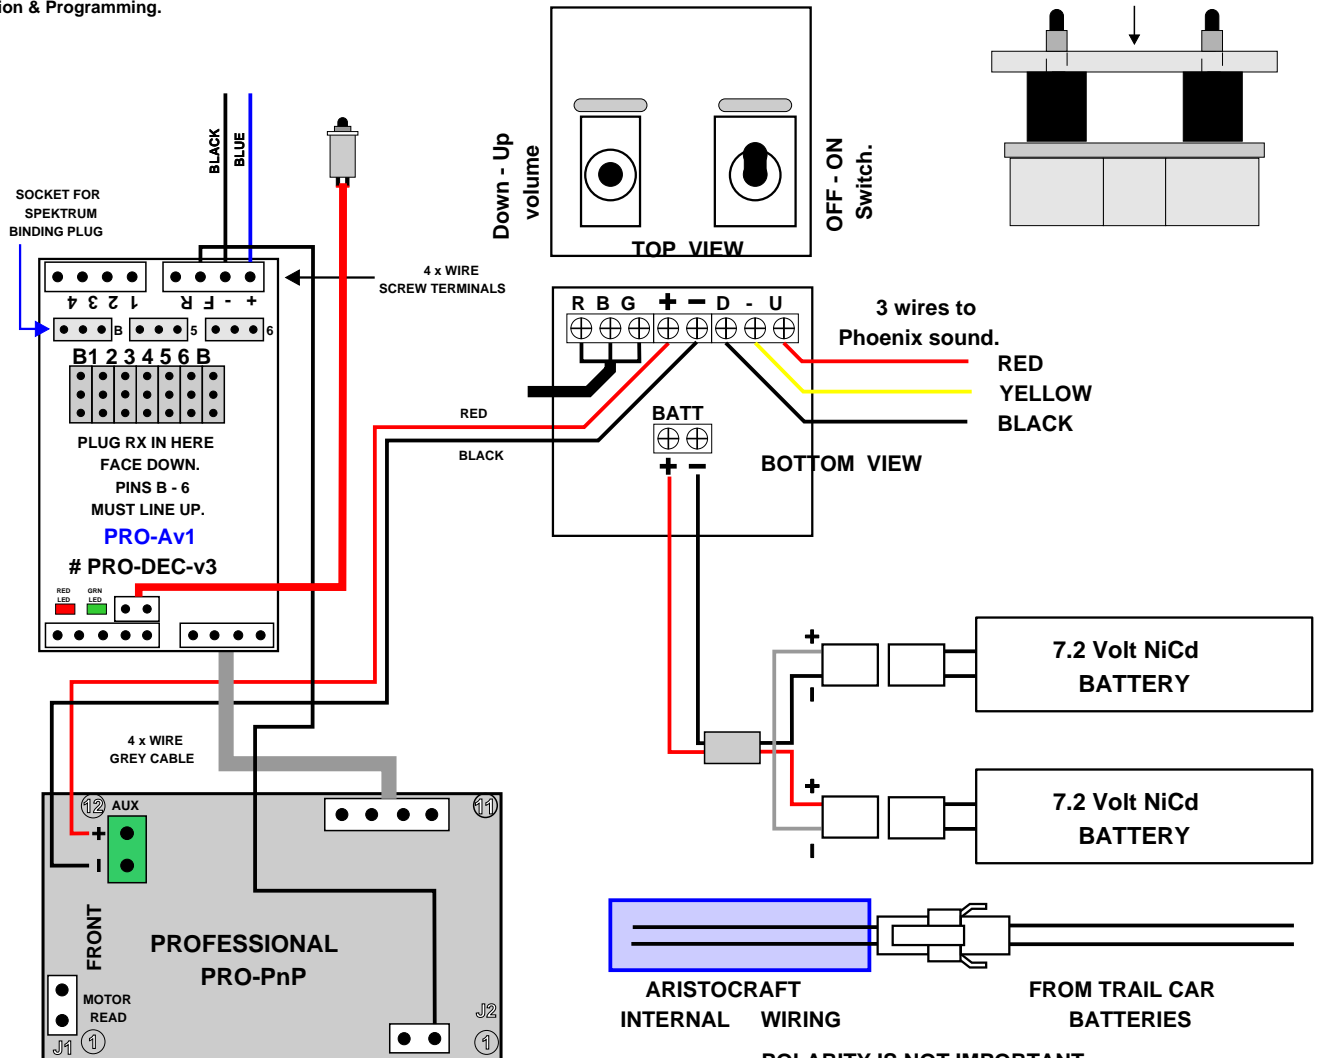 ion & Programming.
BLACK
BLUE
SOCKET FOR
SPEKTRUM
BINDING PLUG
4 x WIRE
SCREW TERMINALS
4 3 2 1
R F - +
B
5
6
B1 2 3 4 5 6 B
PLUG RX IN HERE
FACE DOWN.
PINS B - 6
MUST LINE UP.
PRO-Av1
# PRO-DEC-v3
RED
LED
GRN
LED
4 x WIRE
GREY CABLE
Down - Up
volume
OFF - ON
Switch.
TOP VIEW
R B G + − D - U
3 wires to
Phoenix sound.
RED
YELLOW
BLACK
RED
BLACK
BATT
+ −
BOTTOM VIEW
+
−
7.2 Volt NiCd
BATTERY
+
−
7.2 Volt NiCd
BATTERY
12
AUX
11
+
−
FRONT
PROFESSIONAL
PRO-PnP
MOTOR
READ
J1
1
J2
1
ARISTOCRAFT
INTERNAL WIRING
FROM TRAIL CAR
BATTERIES
POLARITY IS NOT IMPORTANT